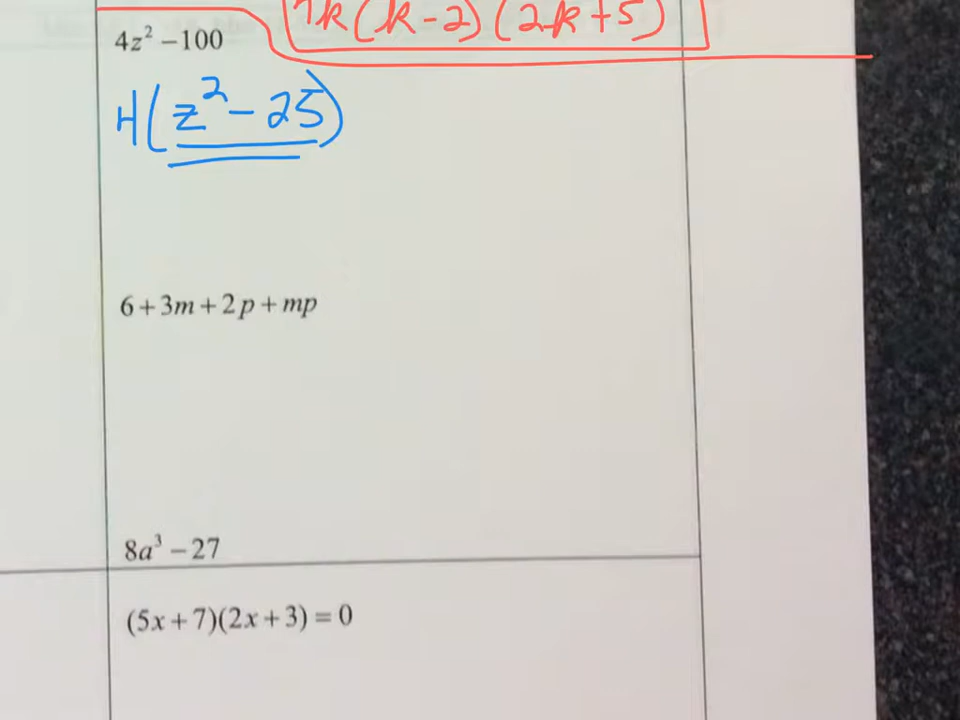 7k(k-2)(2k+5)
4z² – 100
4(z² - 25)
6 + 3m + 2p + mp
8a³ – 27
(5x + 7)(2x + 3) = 0